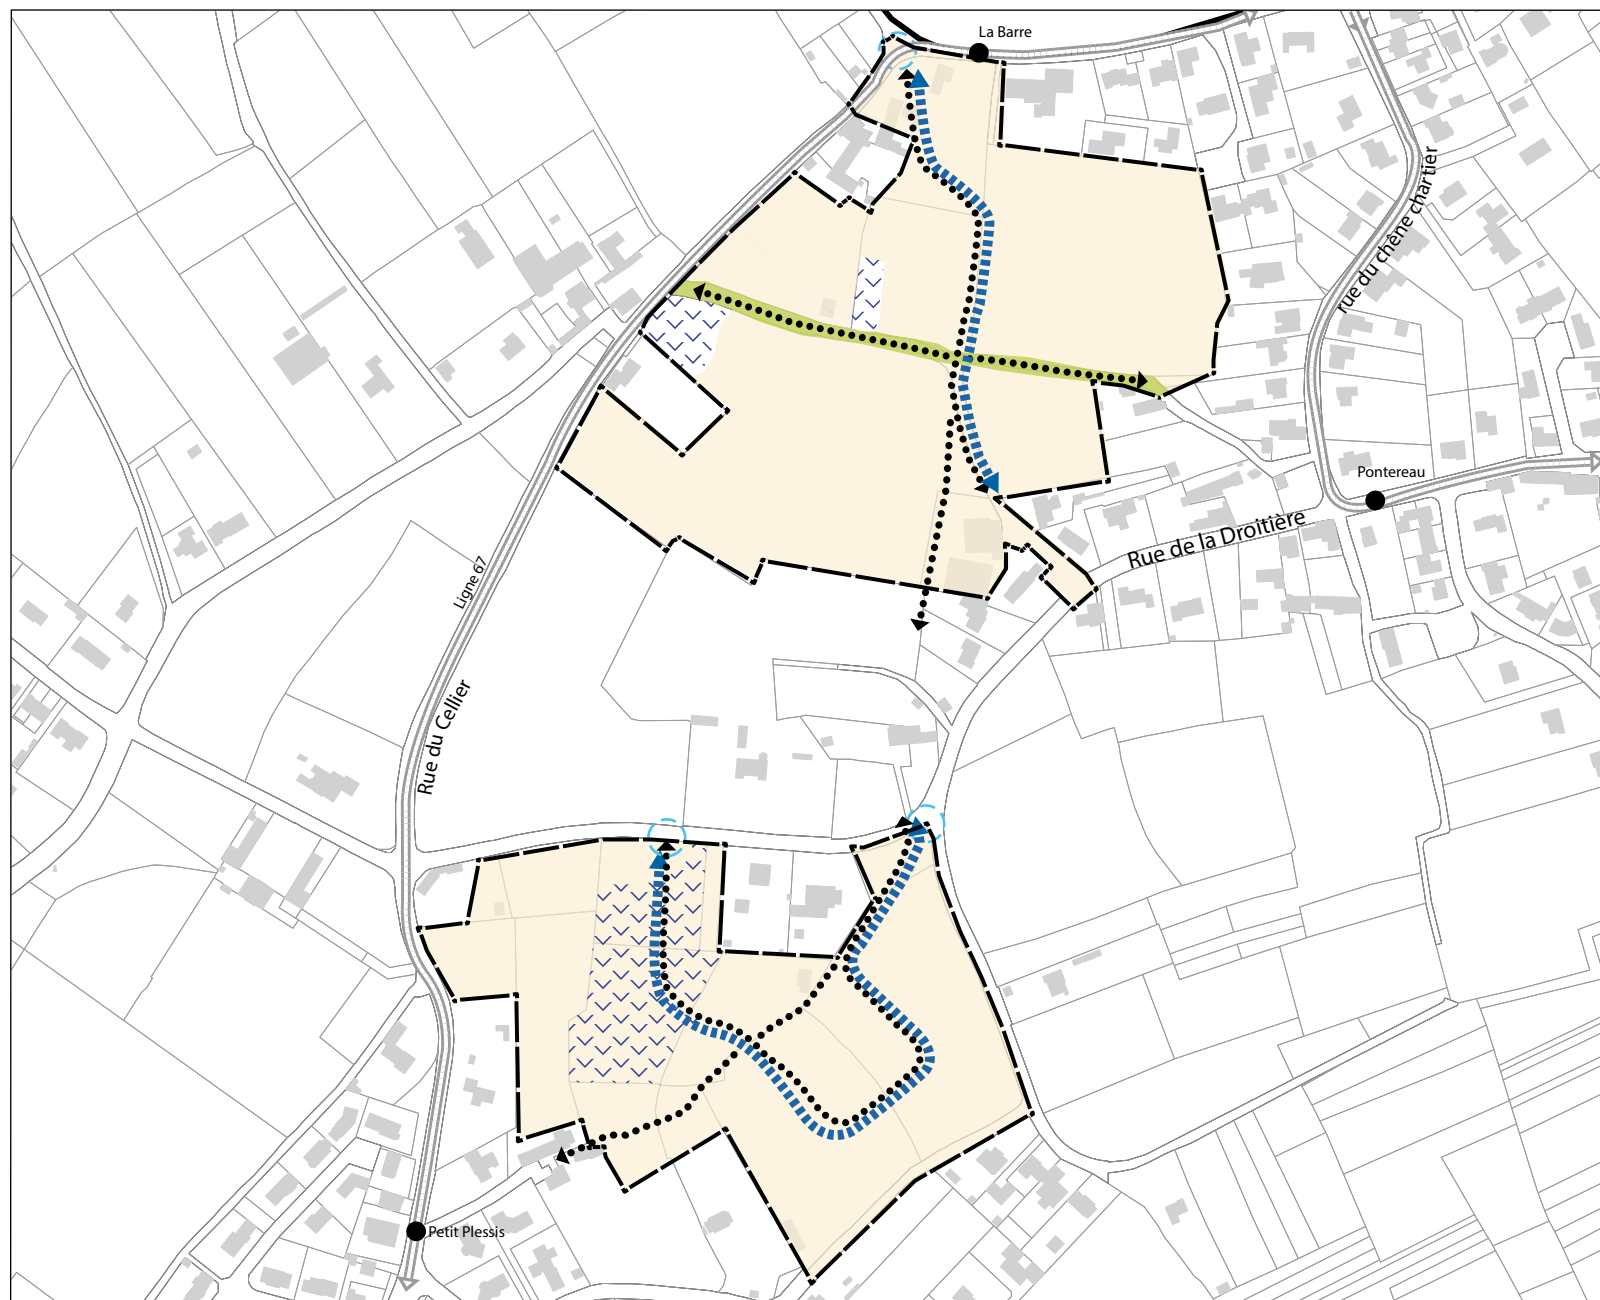 La Barre
rue du chêne chartier
Pontereau
Rue de la Droitière
Ligne 67
Rue du Cellier
Petit Plessis